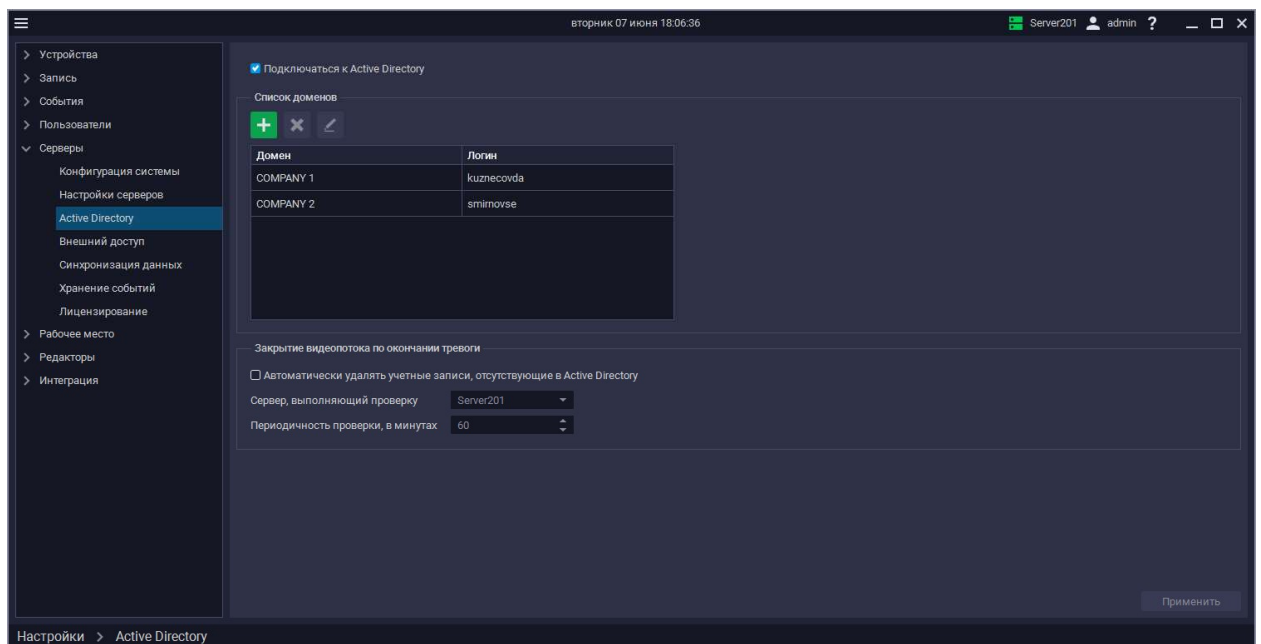 вторник 07 июня 18:06:36
Server201 admin ?
Устройства
Запись
События
Пользователи
Серверы
Конфигурация системы
Настройки серверов
Active Directory
Внешний доступ
Синхронизация данных
Хранение событий
Лицензирование
Рабочее место
Редакторы
Интеграция
Подключаться к Active Directory
Список доменов
Домен Логин
COMPANY 1 kuznecovda
COMPANY 2 smirnovse
Закрытие видеопотока по окончании тревоги
Автоматически удалять учетные записи, отсутствующие в Active Directory
Сервер, выполняющий проверку Server201
Периодичность проверки, в минутах 60
Применить
Настройки > Active Directory